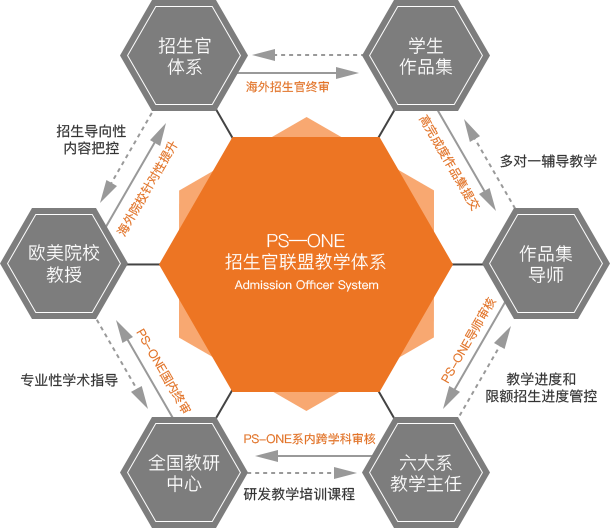 招生官
体系
学生
作品集
海外招生官终审
招生导向性
内容把控
海外院校针对性提升
高完成度作品集提交
多对一辅导教学
PS—ONE
招生官联盟教学体系
Admission Officer System
欧美院校
教授
作品集
导师
专业性学术指导
PS-ONE国内终审
PS-ONE导师审核
教学进度和
限额招生进度管控
PS-ONE系内跨学科审核
全国教研
中心
六大系
教学主任
研发教学培训课程